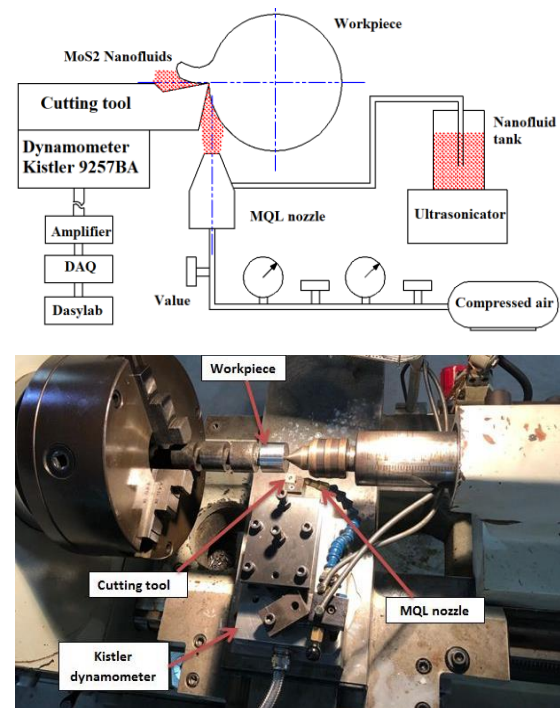 Workpiece
MoS2 Nanofluids
Cutting tool
Nanofluid
tank
Dynamometer
Kistler 9257BA
MQL nozzle
Ultrasonicator
Amplifier
DAQ
Value
Compressed air
Dasylab
Workpiece
Cutting tool
MQL nozzle
Kistler
dynamometer